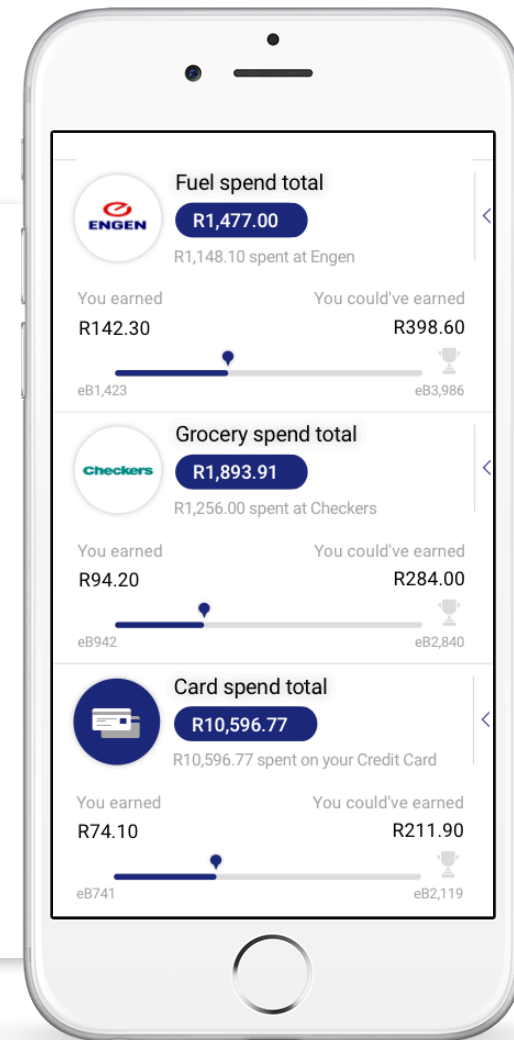 Fuel spend total
ENGEN
R1,477.00
R1,148.10 spent at Engen
You earned You could've earned
R142.30 R398.60
eB1,423 eB3,986
Grocery spend total
Checkers
R1,893.91
R1,256.00 spent at Checkers
You earned You could've earned
R94.20 R284.00
eB942 eB2,840
Card spend total
R10,596.77
R10,596.77 spent on your Credit Card
You earned You could've earned
R74.10 R211.90
eB741 eB2,119